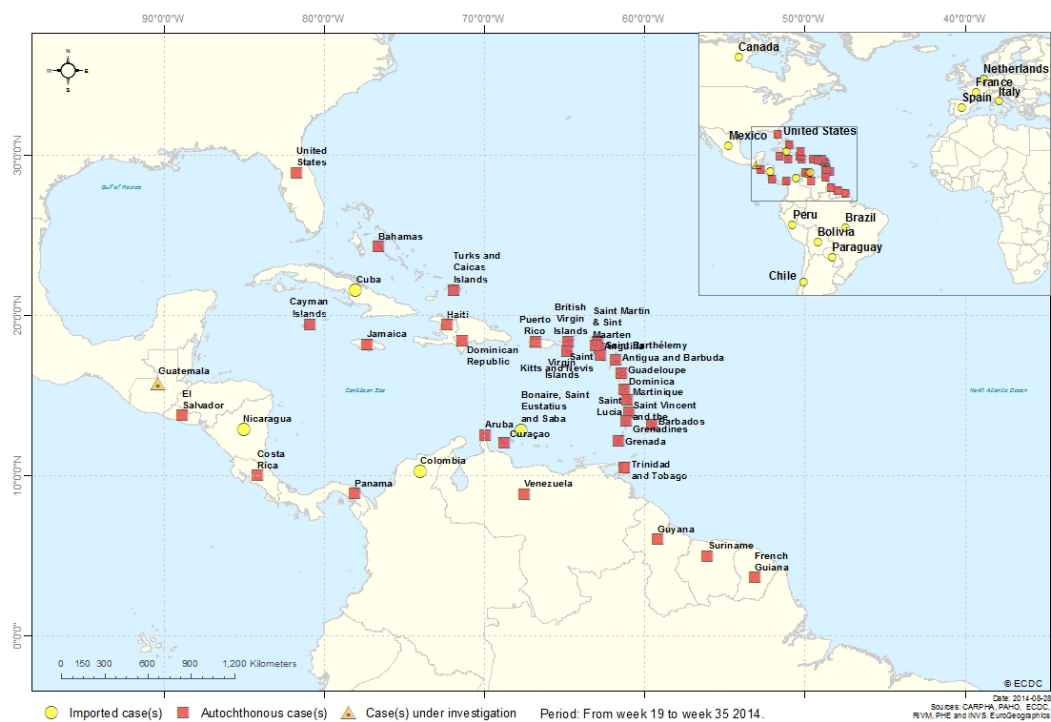 90°0'0"W 80°0'0"W 70°0'0"W 60°0'0"W 50°0'0"W 40°0'0"W
30°0'0"N
20°0'0"N
10°0'0"N
0°0'0"
N
W E
S
Canada
Netherlands
France
Spain
Italy
Mexico
United States
Peru
Brazil
Bolivia
Paraguay
Chile
United
States
Gulf of Mexico
Bahamas
Turks and
Caicas
Islands
Cuba
Cayman
Islands
Haiti
Jamaica
Dominican
Republic
Puerto
Rico
British
Virgin
Islands
Saint Martin
& Sint
Maarten
Saint Barthélemy
Anguilla
Virgin
Islands
Saint
Kitts and Nevis
Antigua and Barbuda
Guadeloupe
Dominica
Martinique
Saint
Lucia
Saint Vincent
and the
Grenadines
Barbados
Grenada
Trinidad
and Tobago
Guatemala
El
Salvador
Nicaragua
Costa
Rica
Panama
Caribbean Sea
North Atlantic Ocean
Bonaire, Saint
Eustatius
and Saba
Aruba
Curaçao
Colombia
Venezuela
Guyana
Suriname
French
Guiana
0 150 300 600 900 1,200 Kilometers
© ECDC
Date: 2014-08-28
Sources: CARPHA, PAHO, ECDC,
RIVM, PHE and INVS. EuroGeographics
Imported case(s) Autochthonous case(s) Case(s) under investigation Period: From week 19 to week 35 2014.